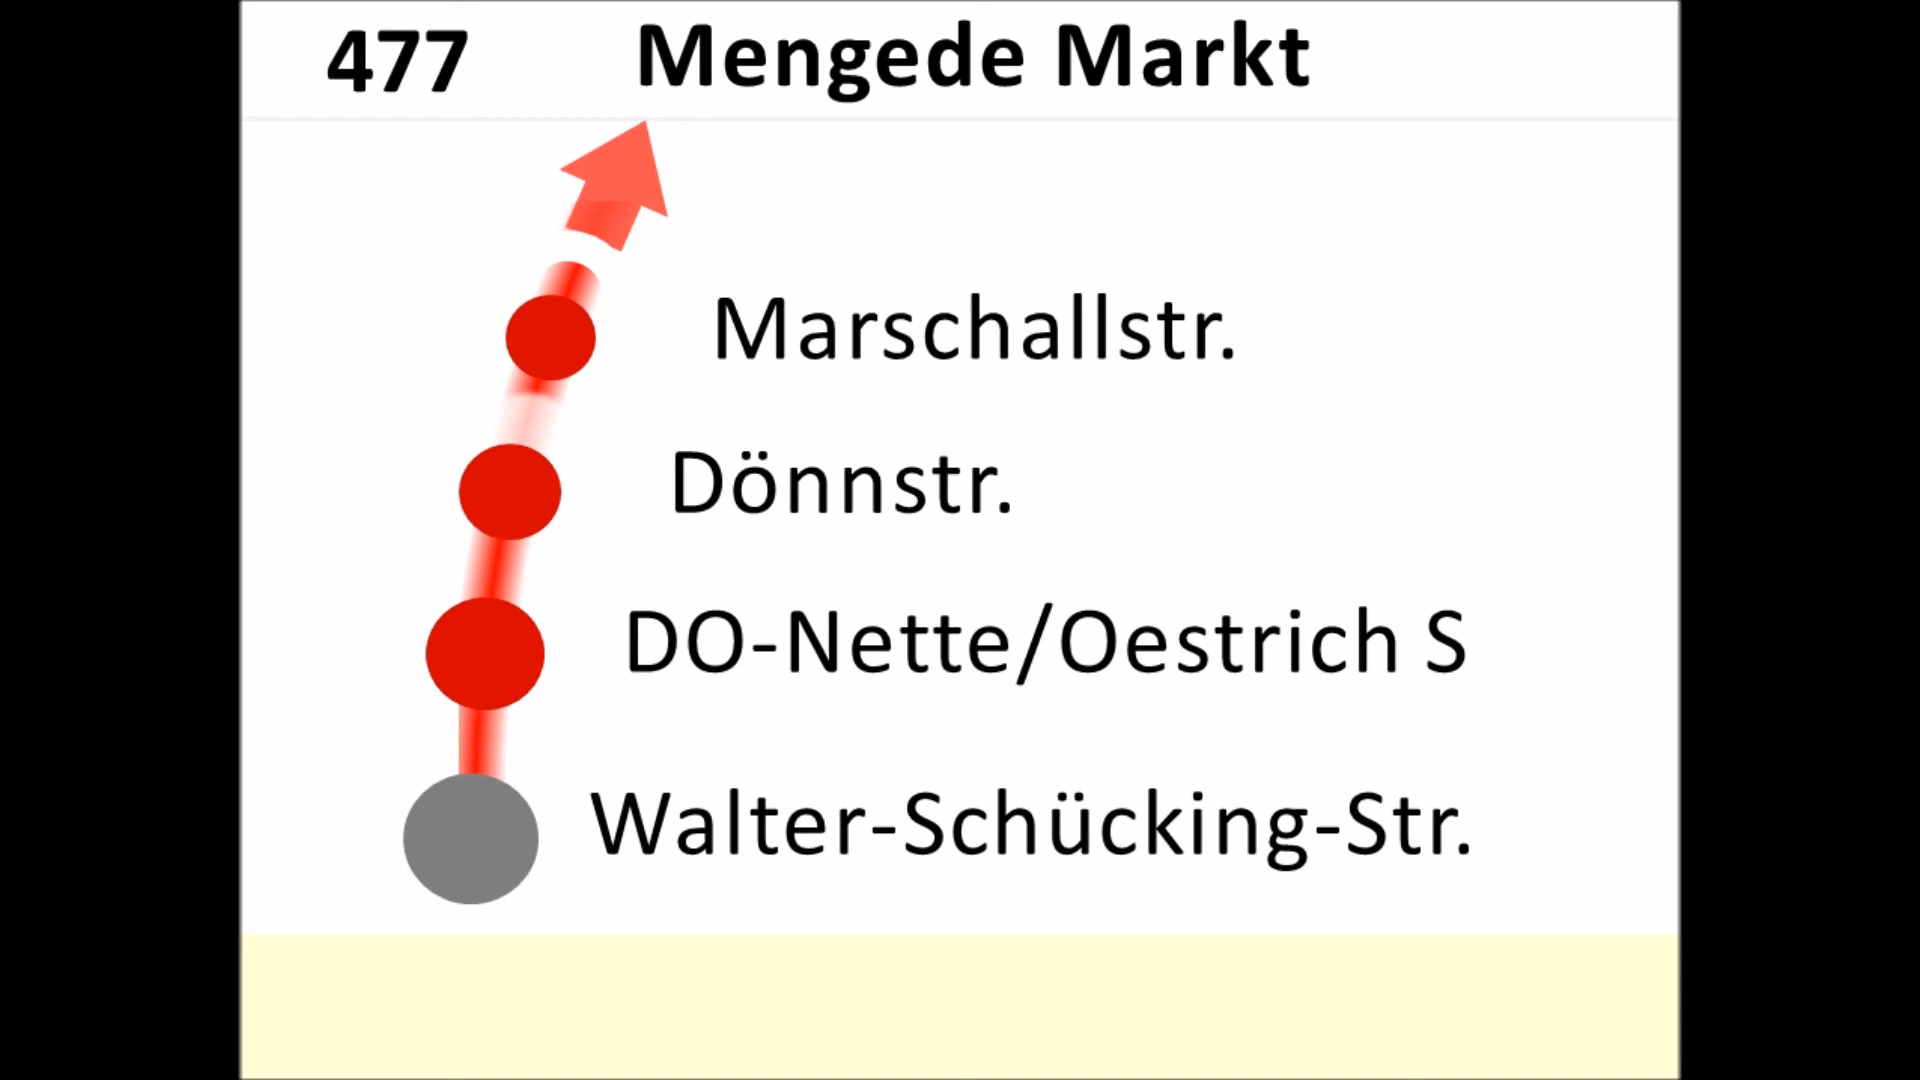 477 Mengede Markt
Marschallstr.
Dönnstr.
DO-Nette/Oestrich S
Walter-Schücking-Str.